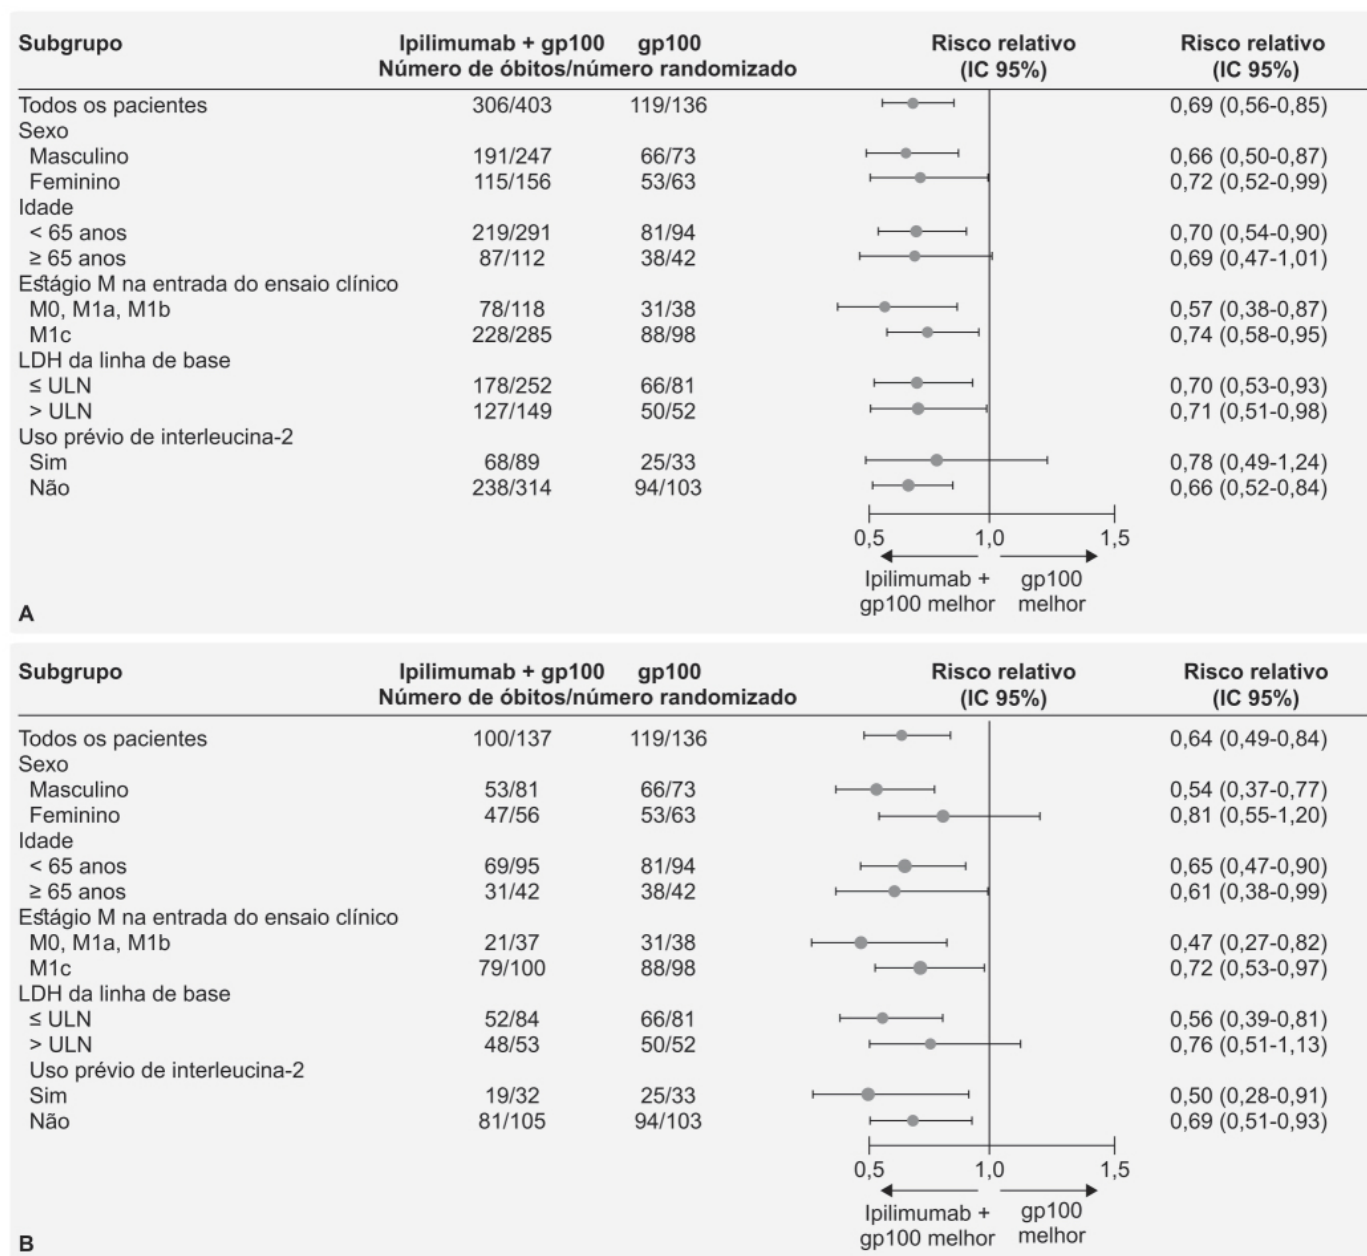 Subgrupo Ipilimumab + gp100 gp100 Risco relativo Risco relativo
Número de óbitos/número randomizado (IC 95%) (IC 95%)
Todos os pacientes 306/403 119/136 0,69 (0,56-0,85)
Sexo
Masculino 191/247 66/73 0,66 (0,50-0,87)
Feminino 115/156 53/63 0,72 (0,52-0,99)
Idade
< 65 anos 219/291 81/94 0,70 (0,54-0,90)
≥ 65 anos 87/112 38/42 0,69 (0,47-1,01)
Estágio M na entrada do ensaio clínico
M0, M1a, M1b 78/118 31/38 0,57 (0,38-0,87)
M1c 228/285 88/98 0,74 (0,58-0,95)
LDH da linha de base
≤ ULN 178/252 66/81 0,70 (0,53-0,93)
> ULN 127/149 50/52 0,71 (0,51-0,98)
Uso prévio de interleucina-2
Sim 68/89 25/33 0,78 (0,49-1,24)
Não 238/314 94/103 0,66 (0,52-0,84)
0,5 1,0 1,5
Ipilimumab + gp100
gp100 melhor melhor
A
Subgrupo Ipilimumab + gp100 gp100 Risco relativo Risco relativo
Número de óbitos/número randomizado (IC 95%) (IC 95%)
Todos os pacientes 100/137 119/136 0,64 (0,49-0,84)
Sexo
Masculino 53/81 66/73 0,54 (0,37-0,77)
Feminino 47/56 53/63 0,81 (0,55-1,20)
Idade
< 65 anos 69/95 81/94 0,65 (0,47-0,90)
≥ 65 anos 31/42 38/42 0,61 (0,38-0,99)
Estágio M na entrada do ensaio clínico
M0, M1a, M1b 21/37 31/38 0,47 (0,27-0,82)
M1c 79/100 88/98 0,72 (0,53-0,97)
LDH da linha de base
≤ ULN 52/84 66/81 0,56 (0,39-0,81)
> ULN 48/53 50/52 0,76 (0,51-1,13)
Uso prévio de interleucina-2
Sim 19/32 25/33 0,50 (0,28-0,91)
Não 81/105 94/103 0,69 (0,51-0,93)
0,5 1,0 1,5
Ipilimumab + gp100
gp100 melhor melhor
B